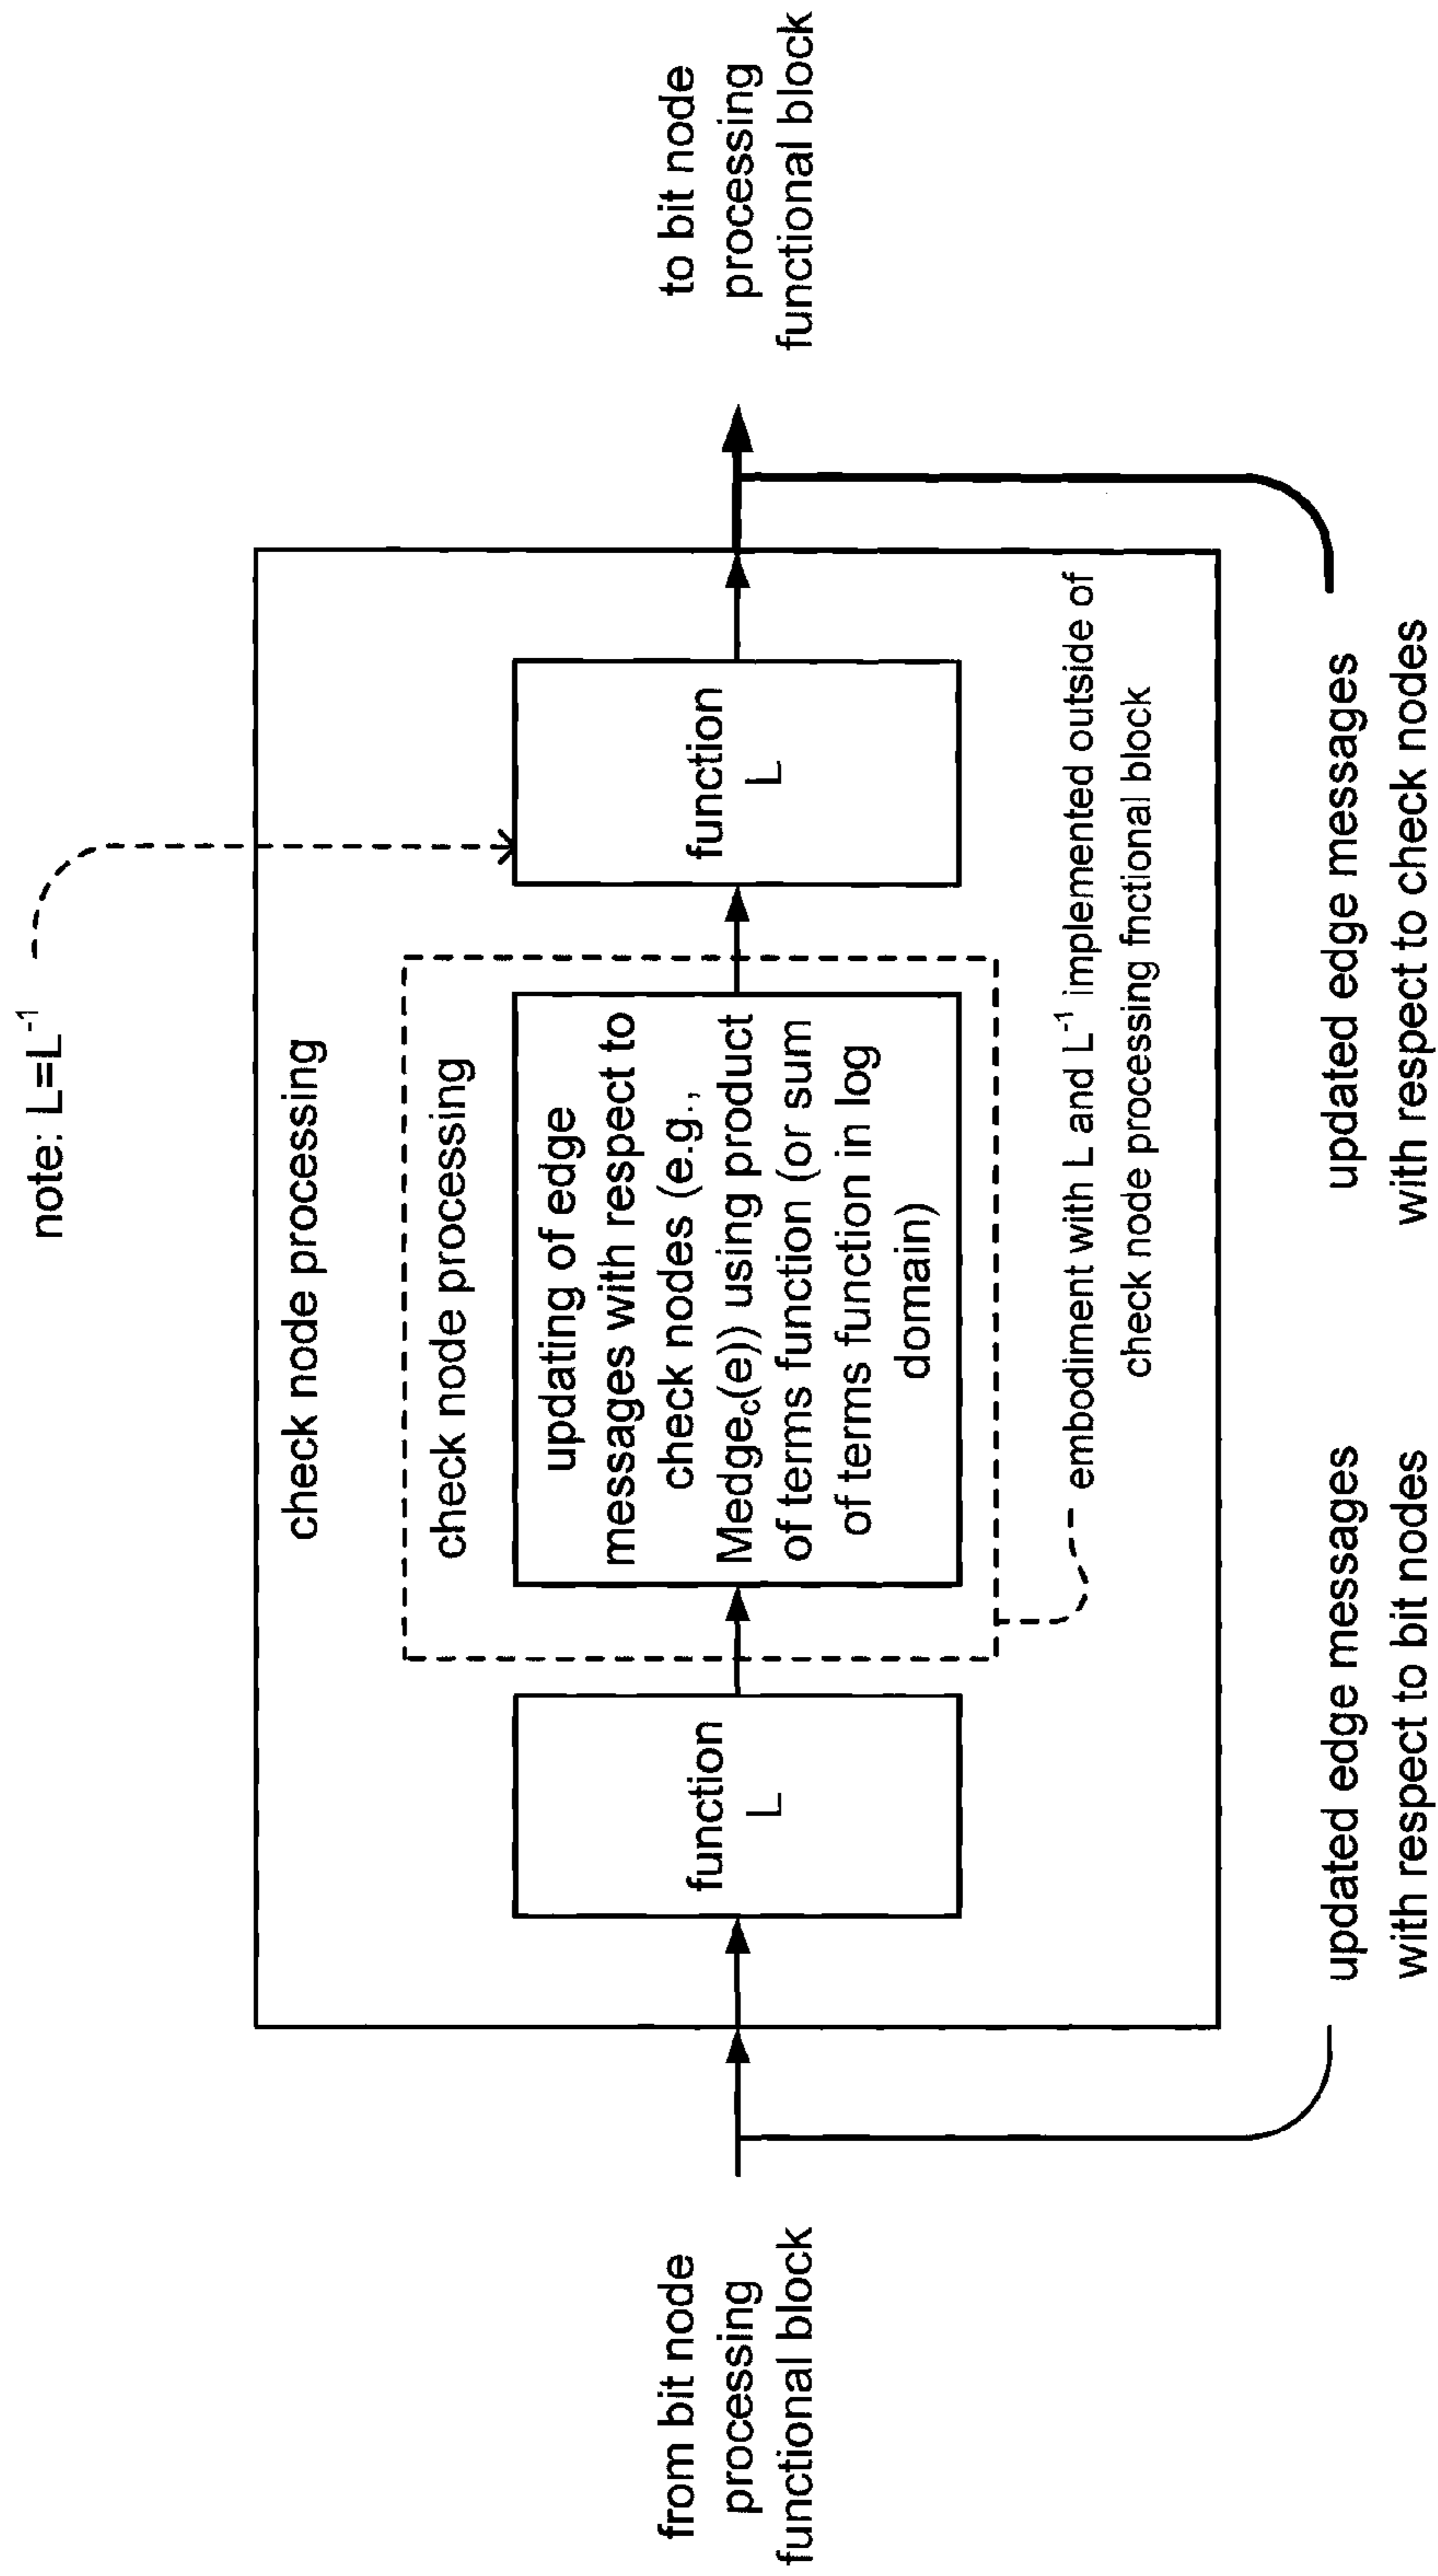 note: L=L⁻¹
check node processing
check node processing
from bit node
processing
functional block
function
L
updating of edge
messages with respect to
check nodes (e.g.,
Medge_c(e)) using product
of terms function (or sum
of terms function in log
domain)
function
L
to bit node
processing
functional block
embodiment with L and L⁻¹ implemented outside of
check node processing fnctional block
updated edge messages
with respect to bit nodes
updated edge messages
with respect to check nodes